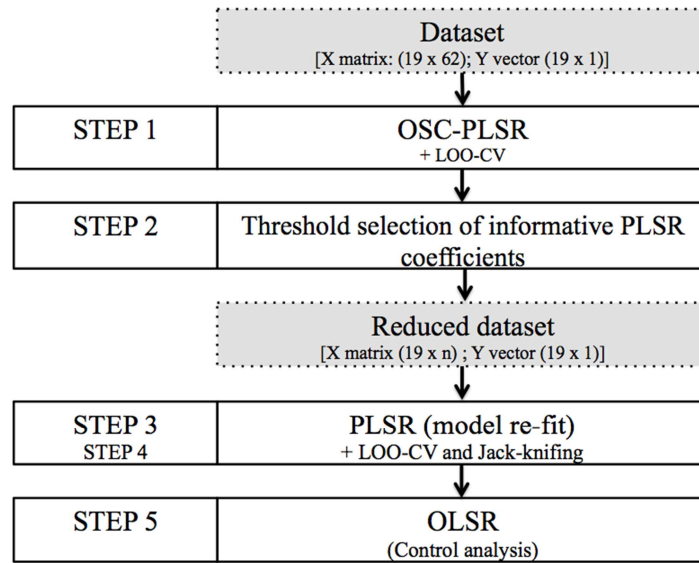 Dataset
[X matrix: (19 x 62); Y vector (19 x 1)]
STEP 1
OSC-PLSR
+ LOO-CV
STEP 2
Threshold selection of informative PLSR
coefficients
Reduced dataset
[X matrix (19 x n) ; Y vector (19 x 1)]
STEP 3
STEP 4
PLSR (model re-fit)
+ LOO-CV and Jack-knifing
STEP 5
OLSR
(Control analysis)